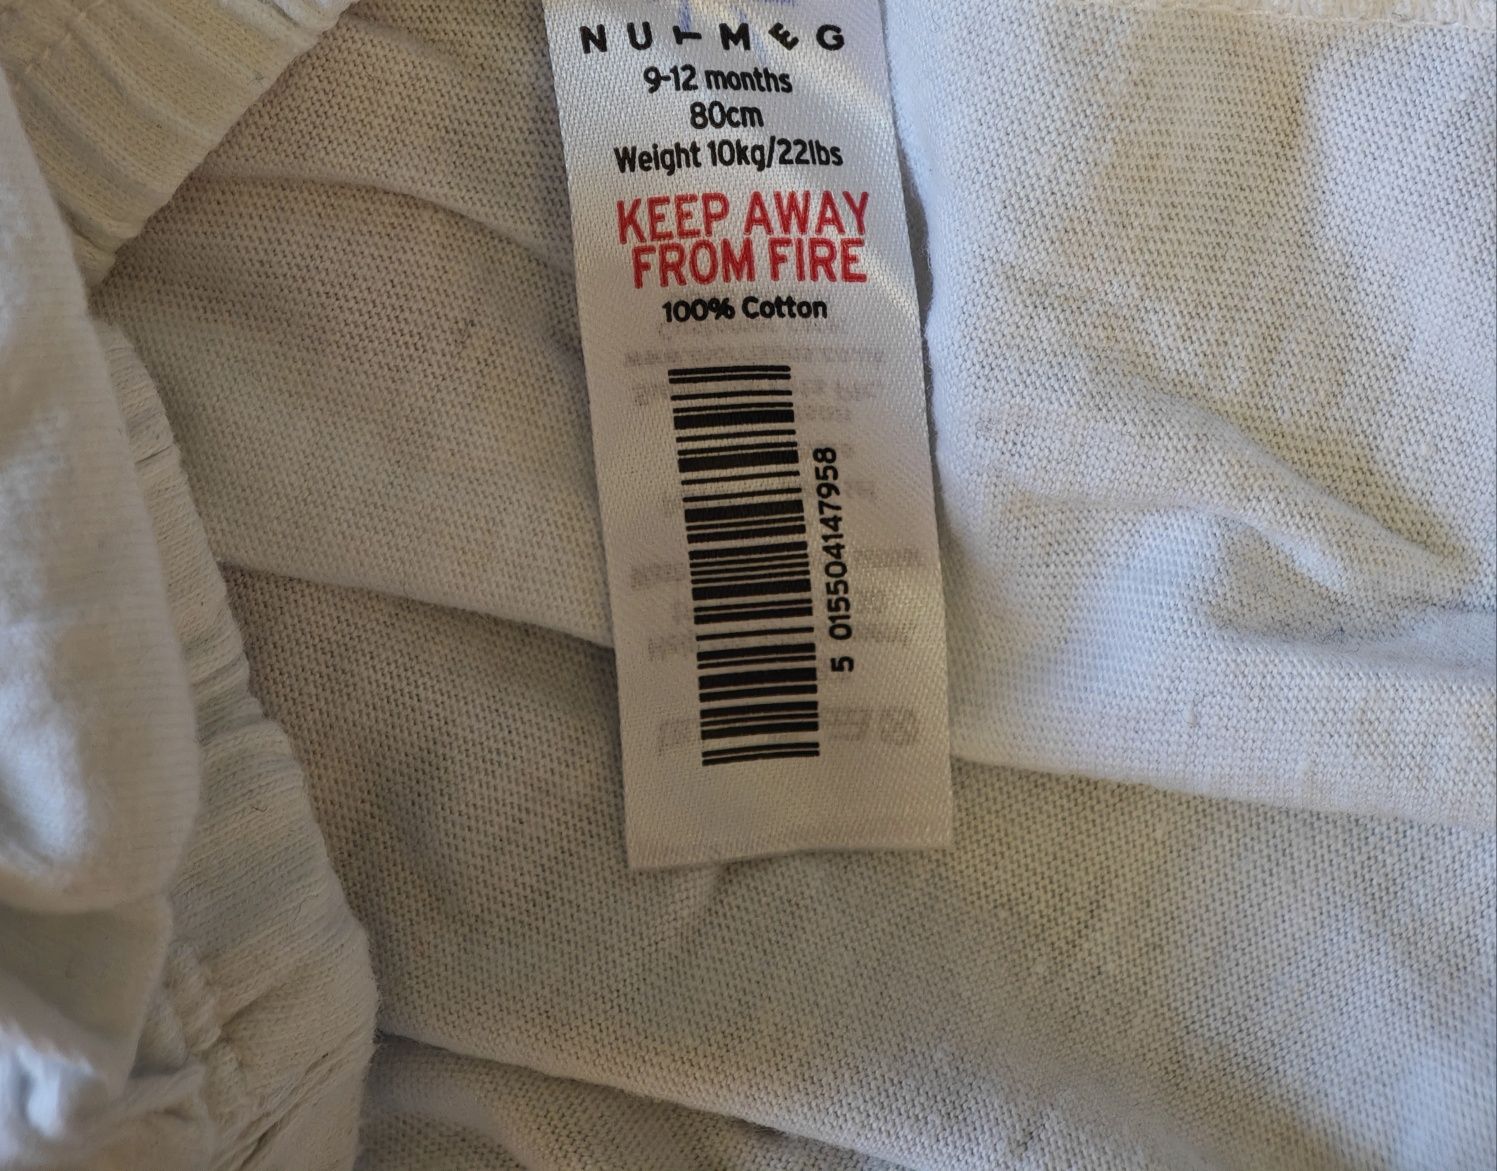 NUTMEG
9-12 months
80cm
Weight 10kg/22lbs
KEEP AWAY
FROM FIRE
100% Cotton
5 015504147958